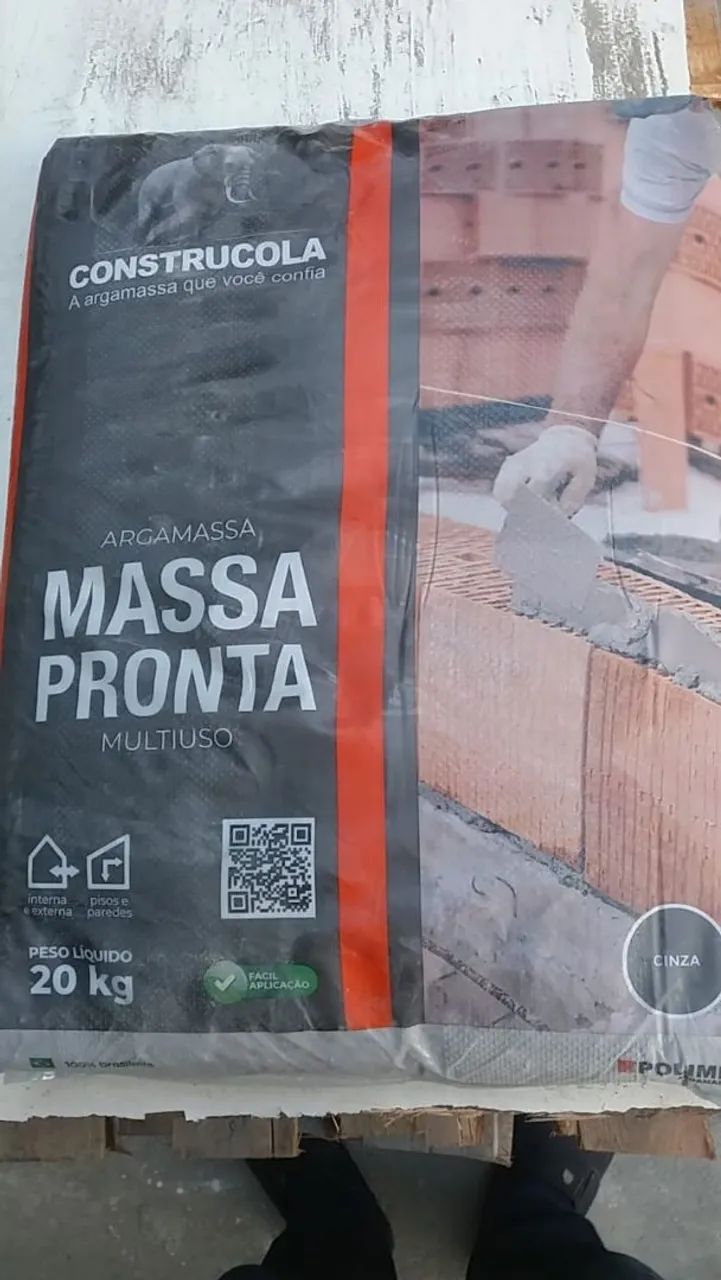 CONSTRUCOLA
A argamassa que você confia
ARGAMASSA
MASSA
PRONTA
MULTIUSO
interna
e externa
pisos e
paredes
PESO LÍQUIDO
20 kg
FÁCIL
APLICAÇÃO
CINZA
100% brasileira